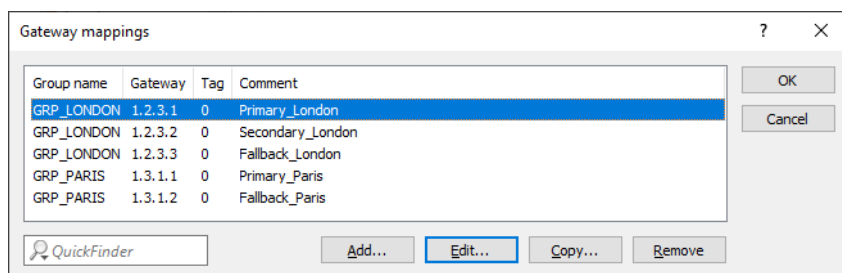 Gateway mappings ?
Group name Gateway Tag Comment
GRP_LONDON 1.2.3.1 0 Primary_London
GRP_LONDON 1.2.3.2 0 Secondary_London
GRP_LONDON 1.2.3.3 0 Fallback_London
GRP_PARIS 1.3.1.1 0 Primary_Paris
GRP_PARIS 1.3.1.2 0 Fallback_Paris
OK
Cancel
QuickFinder Add... Edit... Copy... Remove